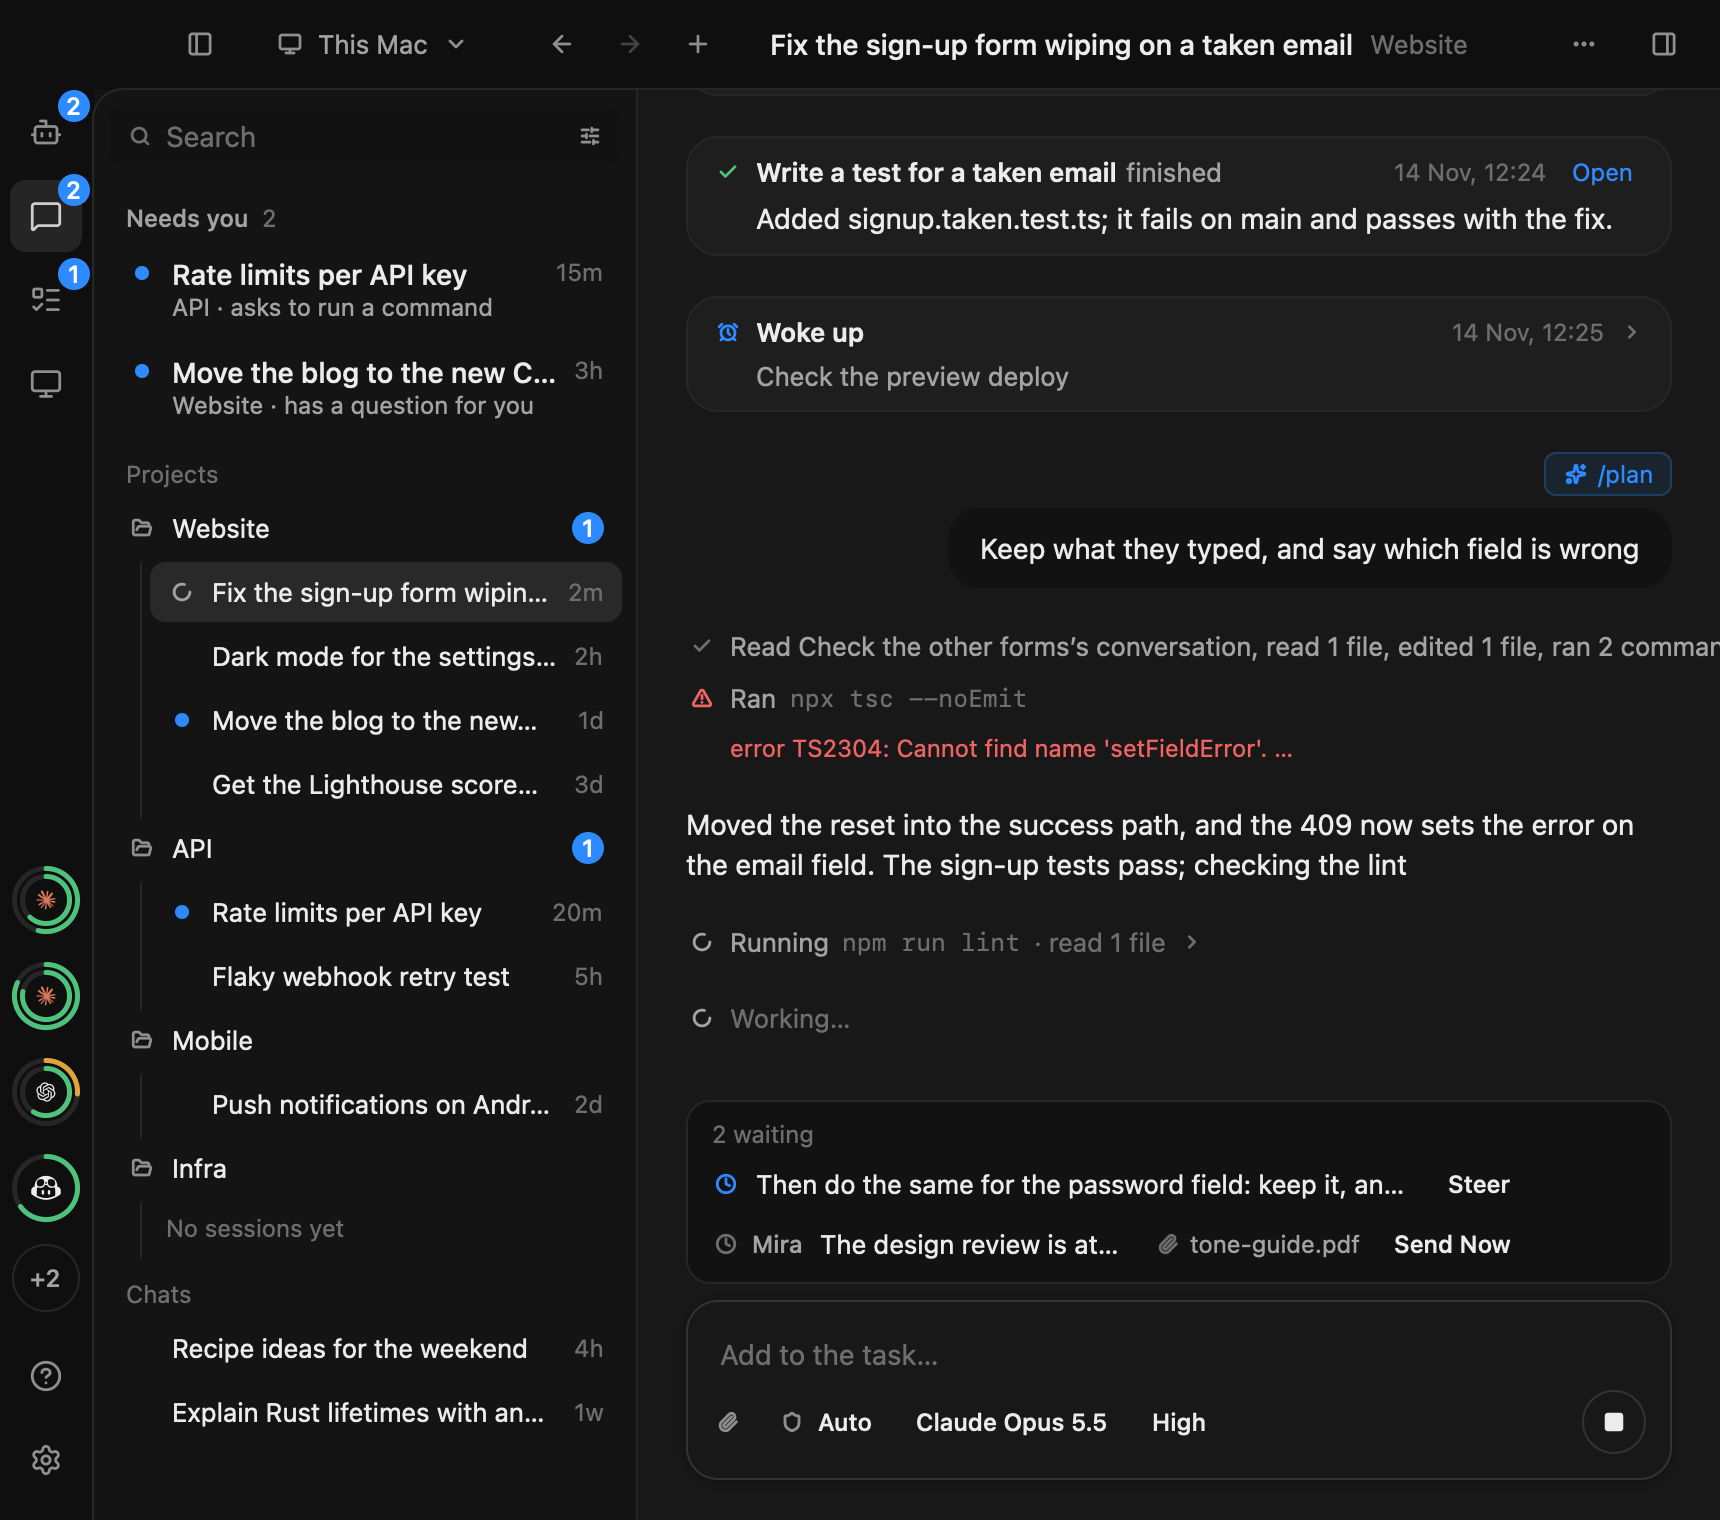 This Mac
Fix the sign-up form wiping on a taken email Website
2
2
1
Search
Needs you 2
Rate limits per API key 15m
API · asks to run a command
Move the blog to the new C... 3h
Website · has a question for you
Projects
Website 1
Fix the sign-up form wipin... 2m
Dark mode for the settings... 2h
Move the blog to the new... 1d
Get the Lighthouse score... 3d
API 1
Rate limits per API key 20m
Flaky webhook retry test 5h
Mobile
Push notifications on Andr... 2d
Infra
No sessions yet
Chats
Recipe ideas for the weekend 4h
Explain Rust lifetimes with an... 1w
+2
Write a test for a taken email finished 14 Nov, 12:24 Open
Added signup.taken.test.ts; it fails on main and passes with the fix.
Woke up 14 Nov, 12:25
Check the preview deploy
/plan
Keep what they typed, and say which field is wrong
Read Check the other forms’s conversation, read 1 file, edited 1 file, ran 2 comman
Ran npx tsc --noEmit
error TS2304: Cannot find name 'setFieldError'. ...
Moved the reset into the success path, and the 409 now sets the error on
the email field. The sign-up tests pass; checking the lint
Running npm run lint · read 1 file
Working...
2 waiting
Then do the same for the password field: keep it, an... Steer
Mira The design review is at... tone-guide.pdf Send Now
Add to the task...
Auto Claude Opus 5.5 High